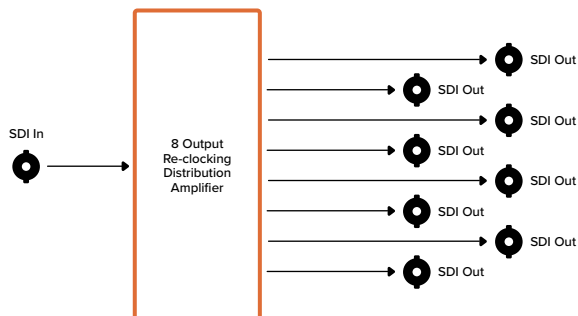 SDI In
8 Output
Re-clocking
Distribution
Amplifier
SDI Out
SDI Out
SDI Out
SDI Out
SDI Out
SDI Out
SDI Out
SDI Out